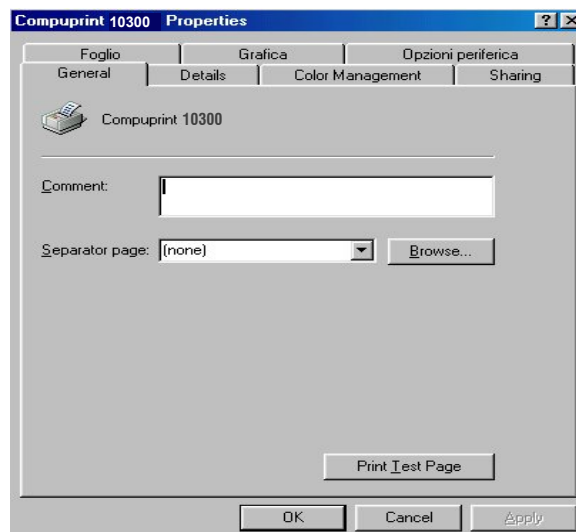 Compuprint 10300 Properties
Foglio Grafica Opzioni periferica
General Details Color Management Sharing
Compuprint 10300
Comment:
Separator page: (none) Browse...
Print Test Page
OK Cancel Apply